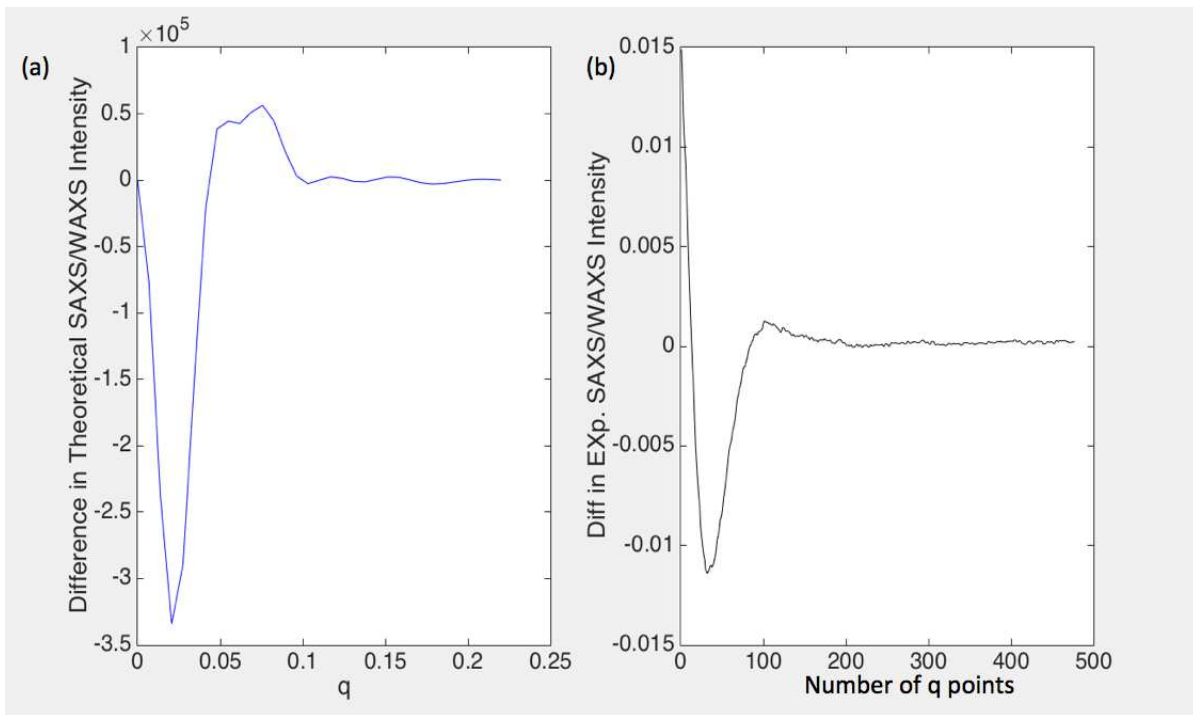 (a)
1 ×10^5
0.5
0
-0.5
-1
-1.5
-2
-2.5
-3
-3.5
0 0.05 0.1 0.15 0.2 0.25
q
Difference in Theoretical SAXS/WAXS Intensity
(b)
0.015
0.01
0.005
0
-0.005
-0.01
-0.015
0 100 200 300 400 500
Number of q points
Diff in EXp. SAXS/WAXS Intensity